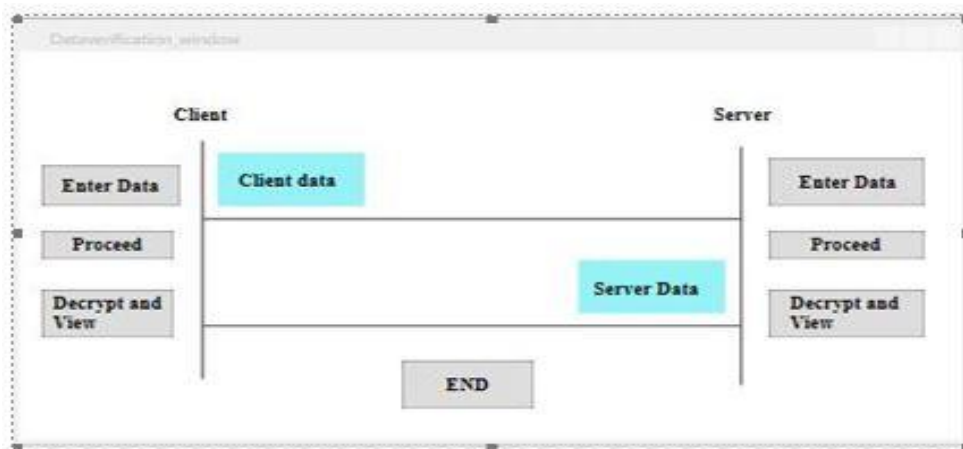 Dataverification_window
Client
Server
Enter Data
Client data
Enter Data
Proceed
Proceed
Server Data
Decrypt and
View
Decrypt and
View
END